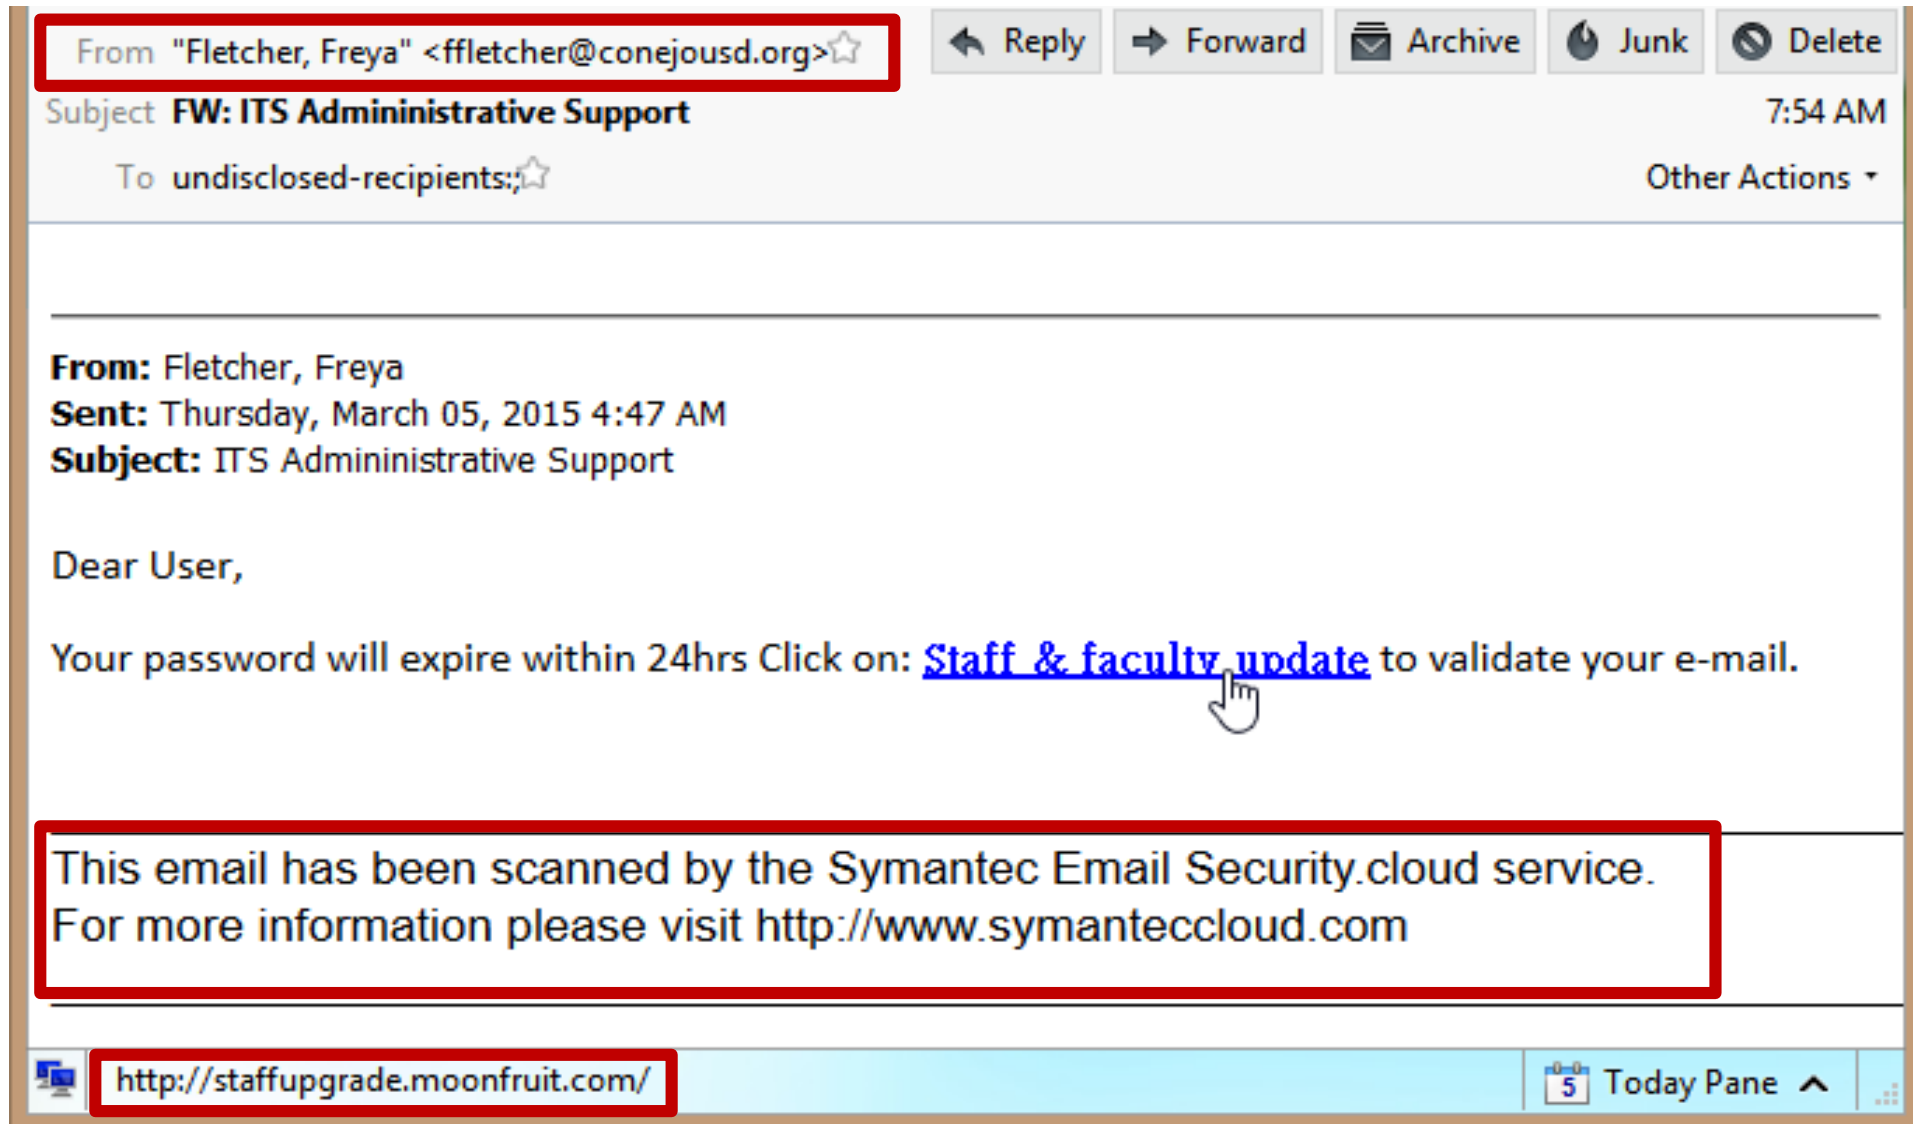 From "Fletcher, Freya" <ffletcher@conejousd.org> Reply Forward Archive Junk Delete
Subject FW: ITS Admininistrative Support 7:54 AM
To undisclosed-recipients:; Other Actions
From: Fletcher, Freya
Sent: Thursday, March 05, 2015 4:47 AM
Subject: ITS Admininistrative Support
Dear User,
Your password will expire within 24hrs Click on: Staff & faculty update to validate your e-mail.
This email has been scanned by the Symantec Email Security.cloud service.
For more information please visit http://www.symanteccloud.com
http://staffupgrade.moonfruit.com/ 5 Today Pane